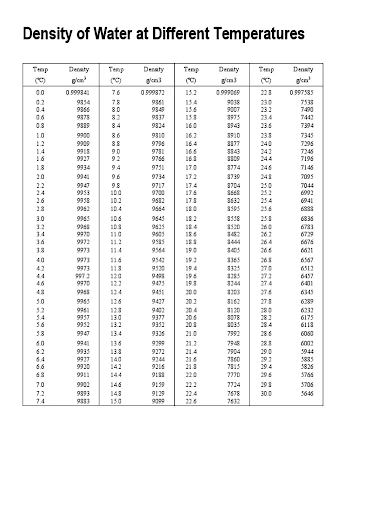 Density of Water at Different Temperatures
Temp Density Temp Density Temp Density Temp Density
(°C) g/cm³ (°C) g/cm3 (°C) g/cm3 (°C) g/cm³
0.0 0.999841 7.6 0.999872 15.2 0.999069 22.8 0.997585
0.2 9854 7.8 9861 15.4 9038 23.0 7538
0.4 9866 8.0 9849 15.6 9007 23.2 7490
0.6 9878 8.2 9837 15.8 8975 23.4 7442
0.8 9889 8.4 9824 16.0 8943 23.6 7394
1.0 9900 8.6 9810 16.2 8910 23.8 7345
1.2 9909 8.8 9796 16.4 8877 24.0 7296
1.4 9918 9.0 9781 16.6 8843 24.2 7246
1.6 9927 9.2 9766 16.8 8809 24.4 7196
1.8 9934 9.4 9751 17.0 8774 24.6 7146
2.0 9941 9.6 9734 17.2 8739 24.8 7095
2.2 9947 9.8 9717 17.4 8704 25.0 7044
2.4 9953 10.0 9700 17.6 8668 25.2 6992
2.6 9958 10.2 9682 17.8 8632 25.4 6941
2.8 9962 10.4 9664 18.0 8595 25.6 6888
3.0 9965 10.6 9645 18.2 8558 25.8 6836
3.2 9968 10.8 9625 18.4 8520 26.0 6783
3.4 9970 11.0 9605 18.6 8482 26.2 6729
3.6 9972 11.2 9585 18.8 8444 26.4 6676
3.8 9973 11.4 9564 19.0 8405 26.6 6621
4.0 9973 11.6 9542 19.2 8365 26.8 6567
4.2 9973 11.8 9520 19.4 8325 27.0 6512
4.4 997.2 12.0 9498 19.6 8285 27.2 6457
4.6 9970 12.2 9475 19.8 8244 27.4 6401
4.8 9968 12.4 9451 20.0 8203 27.6 6345
5.0 9965 12.6 9427 20.2 8162 27.8 6289
5.2 9961 12.8 9402 20.4 8120 28.0 6232
5.4 9957 13.0 9377 20.6 8078 28.2 6175
5.6 9952 13.2 9352 20.8 8035 28.4 6118
5.8 9947 13.4 9326 21.0 7992 28.6 6060
6.0 9941 13.6 9299 21.2 7948 28.8 6002
6.2 9935 13.8 9272 21.4 7904 29.0 5944
6.4 9927 14.0 9244 21.6 7860 29.2 5885
6.6 9920 14.2 9216 21.8 7815 29.4 5826
6.8 9911 14.4 9188 22.0 7770 29.6 5766
7.0 9902 14.6 9159 22.2 7724 29.8 5706
7.2 9893 14.8 9129 22.4 7678 30.0 5646
7.4 9883 15.0 9099 22.6 7632